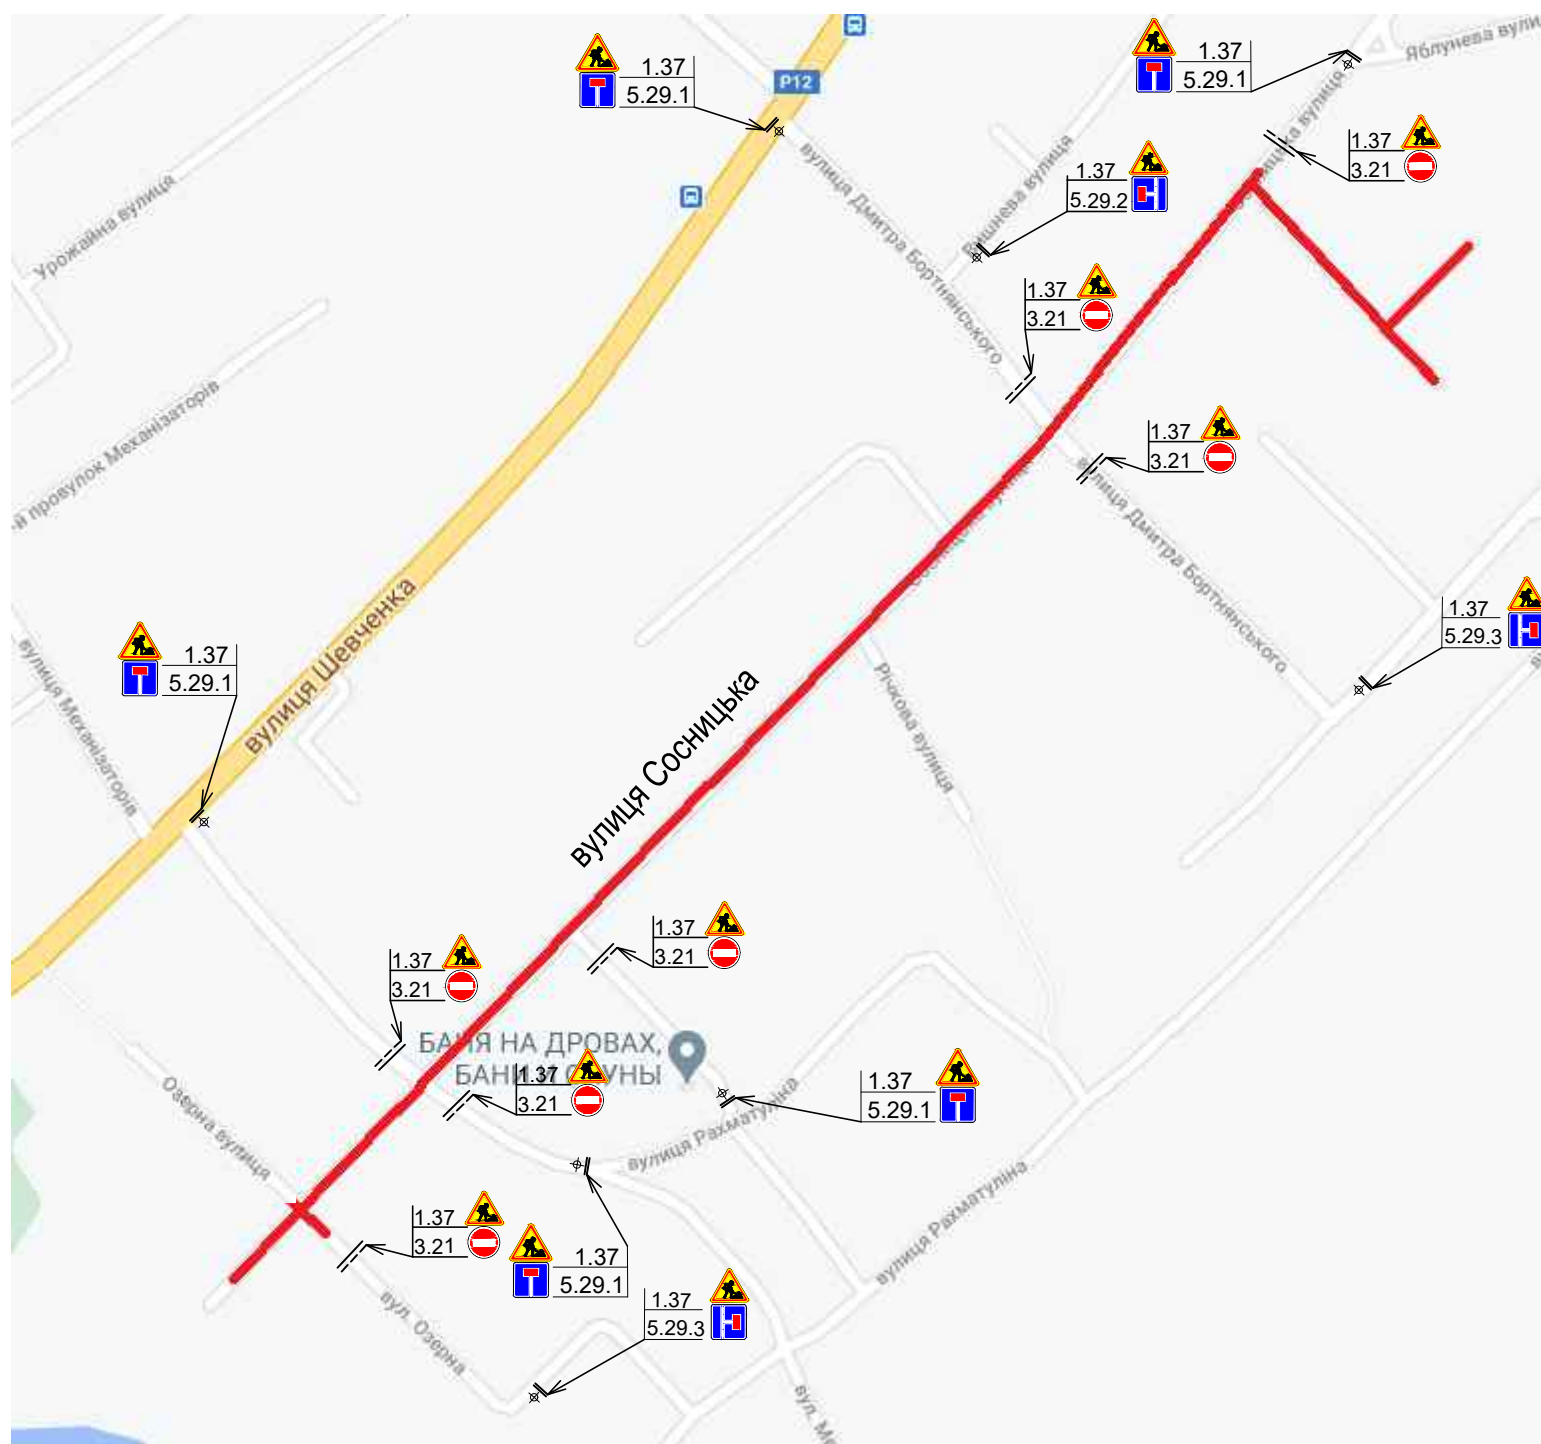 1.37
5.29.1
P12
1.37
5.29.1
Яблунева вули
1.37
3.21
вулиця Дмитра Бортнянського
1.37
5.29.2
Вишнева вулиця
Урожайна вулиця
1.37
3.21
й провулок Механізаторів
1.37
3.21
вулиця Дмитра Бортнянського
1.37
5.29.3
вулиця Шевченка
вулиця Механізаторів
1.37
5.29.1
вулиця Сосницька
Річкова вулиця
1.37
3.21
1.37
3.21
БАНЯ НА ДРОВАХ,
1.37
3.21
1.37
5.29.1
Озерна вулиця
вулиця Рахматуліна
вулиця Рахматуліна
1.37
3.21
1.37
5.29.1
1.37
5.29.3
вул. Озерна
вул. Ме